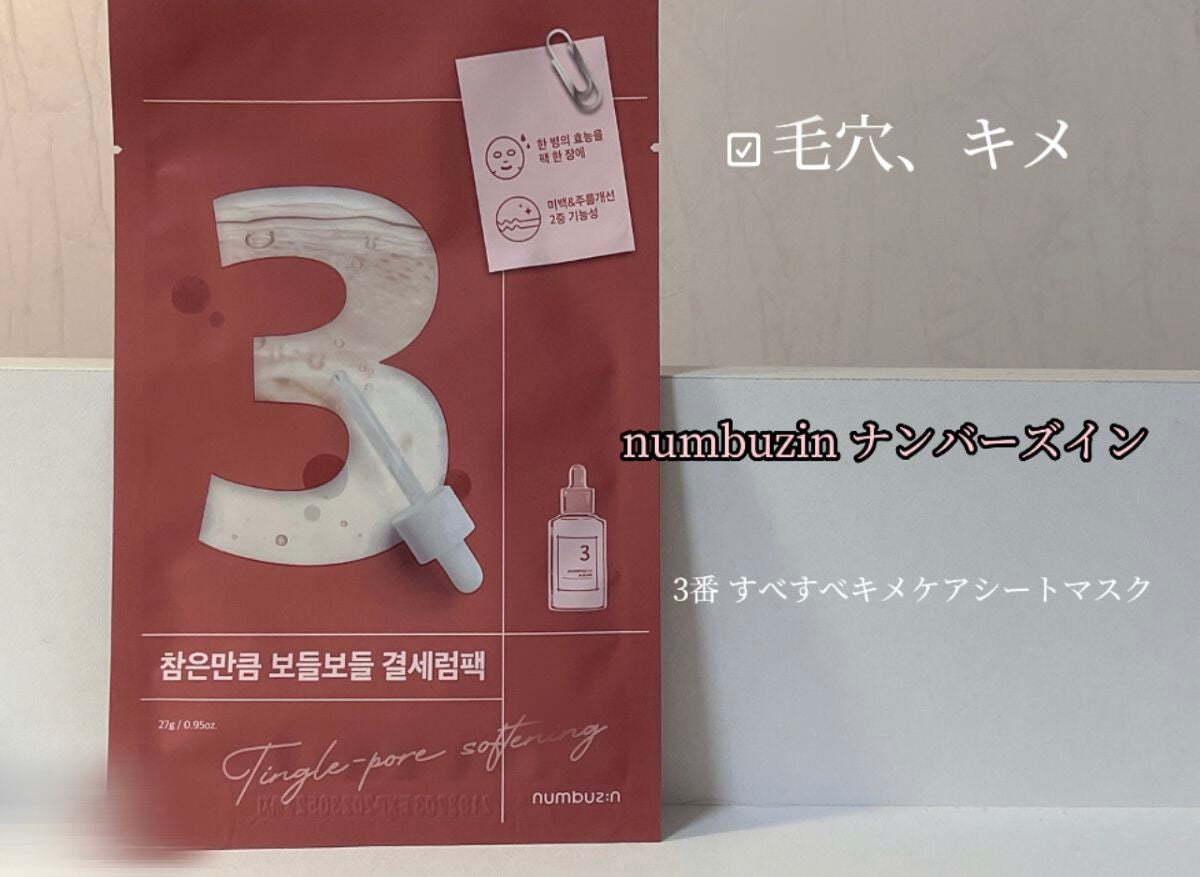 한 병의 효능을
팩 한 장에
미백&주름개선
2중 기능성
☑毛穴、キメ
3
numbuzin ナンバーズイン
3
3番 すべすべキメケアシートマスク
참은만큼 보들보들 결세럼팩
27g / 0.95oz.
Tingle-pore softening
numbuz:n